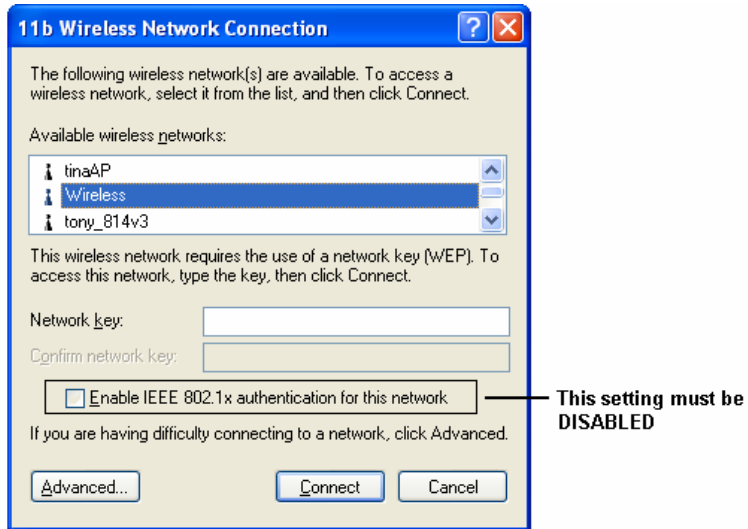 11b Wireless Network Connection
The following wireless network(s) are available. To access a
wireless network, select it from the list, and then click Connect.
Available wireless networks:
tinaAP
Wireless
tony_814v3
This wireless network requires the use of a network key (WEP). To
access this network, type the key, then click Connect.
Network key:
Confirm network key:
Enable IEEE 802.1x authentication for this network
This setting must be
DISABLED
If you are having difficulty connecting to a network, click Advanced.
Advanced...
Connect
Cancel